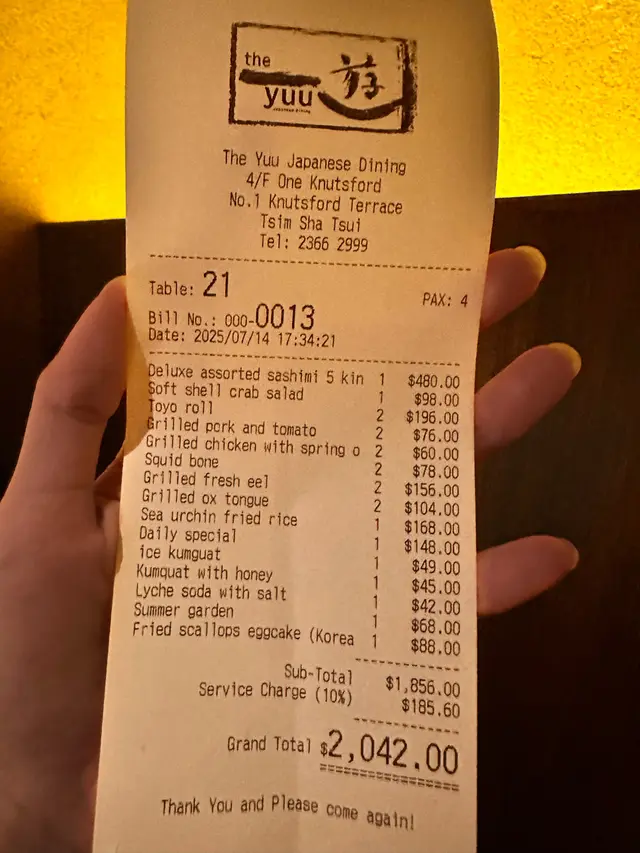 the
yuu 遊
JAPANESE DINING
The Yuu Japanese Dining
4/F One Knutsford
No.1 Knutsford Terrace
Tsim Sha Tsui
Tel: 2366 2999
Table: 21 PAX: 4
Bill No.: 000-0013
Date: 2025/07/14 17:34:21
Deluxe assorted sashimi 5 kin 1 $480.00
Soft shell crab salad 1 $98.00
Toyo roll 2 $196.00
Grilled pork and tomato 2 $76.00
Grilled chicken with spring o 2 $60.00
Squid bone 2 $78.00
Grilled fresh eel 2 $156.00
Grilled ox tongue 2 $104.00
Sea urchin fried rice 1 $168.00
Daily special 1 $148.00
ice kumguat 1 $49.00
Kumquat with honey 1 $45.00
Lyche soda with salt 1 $42.00
Summer garden 1 $68.00
Fried scallops eggcake (Korea 1 $88.00
Sub-Total $1,856.00
Service Charge (10%) $185.60
Grand Total $2,042.00
Thank You and Please come again!